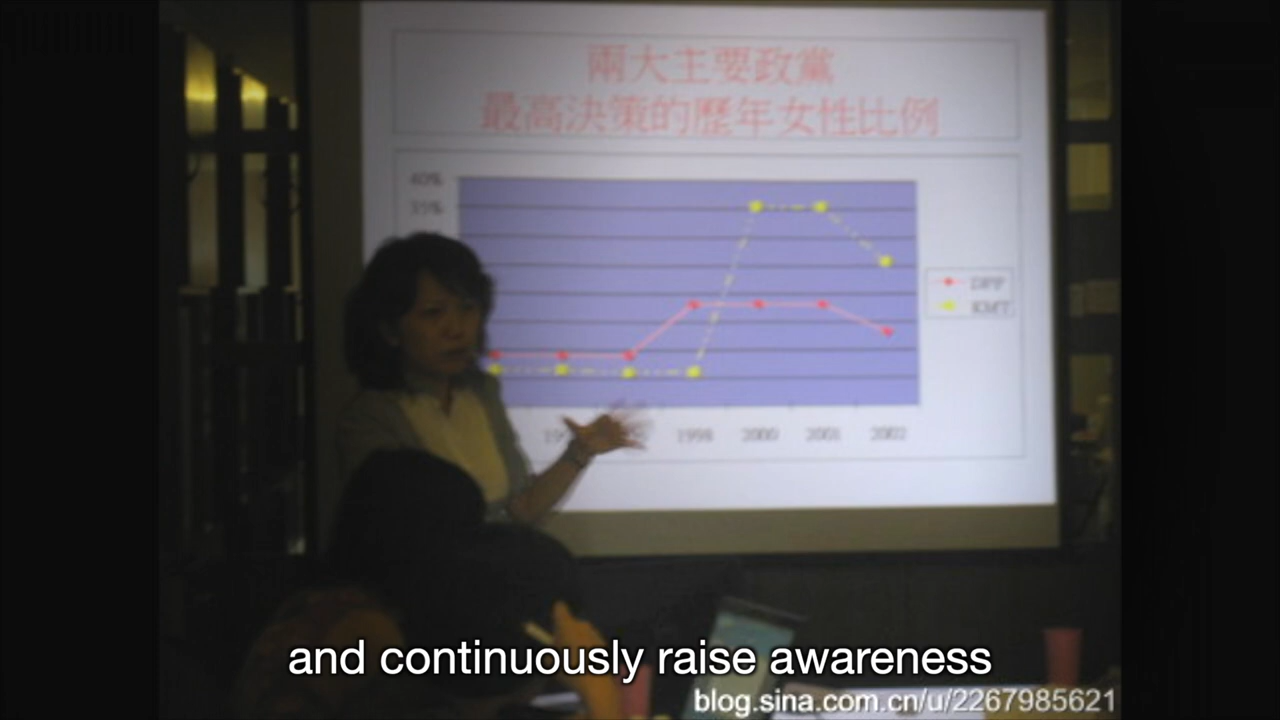 兩大主要政黨
最高決策的歷年女性比例
40%
35%
DPP
KMT
1998 2000 2001 2002
and continuously raise awareness
blog.sina.com.cn/u/2267985621